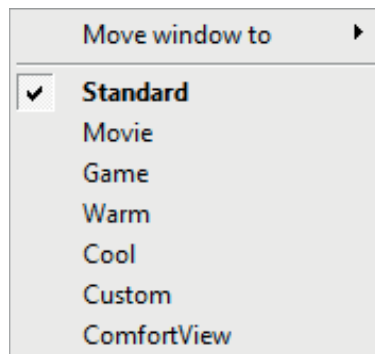 Move window to
Standard
Movie
Game
Warm
Cool
Custom
ComfortView